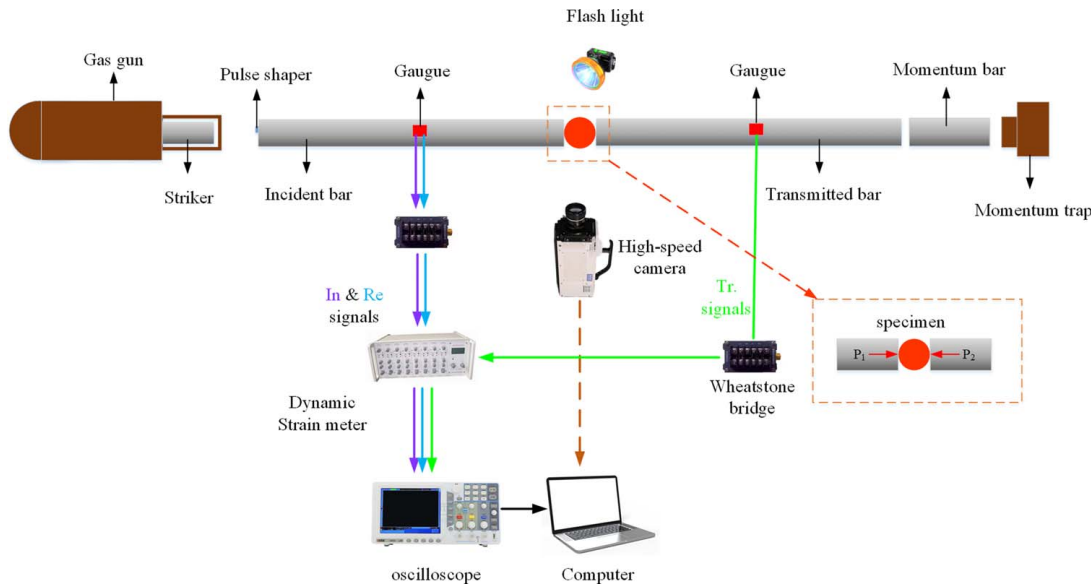 Flash light
Gas gun
Pulse shaper
Gaugue
Gaugue
Momentum bar
Striker
Incident bar
Transmitted bar
Momentum trap
High-speed
camera
In & Re
signals
Tr.
signals
specimen
P1
P2
Wheatstone
bridge
Dynamic
Strain meter
oscilloscope
Computer